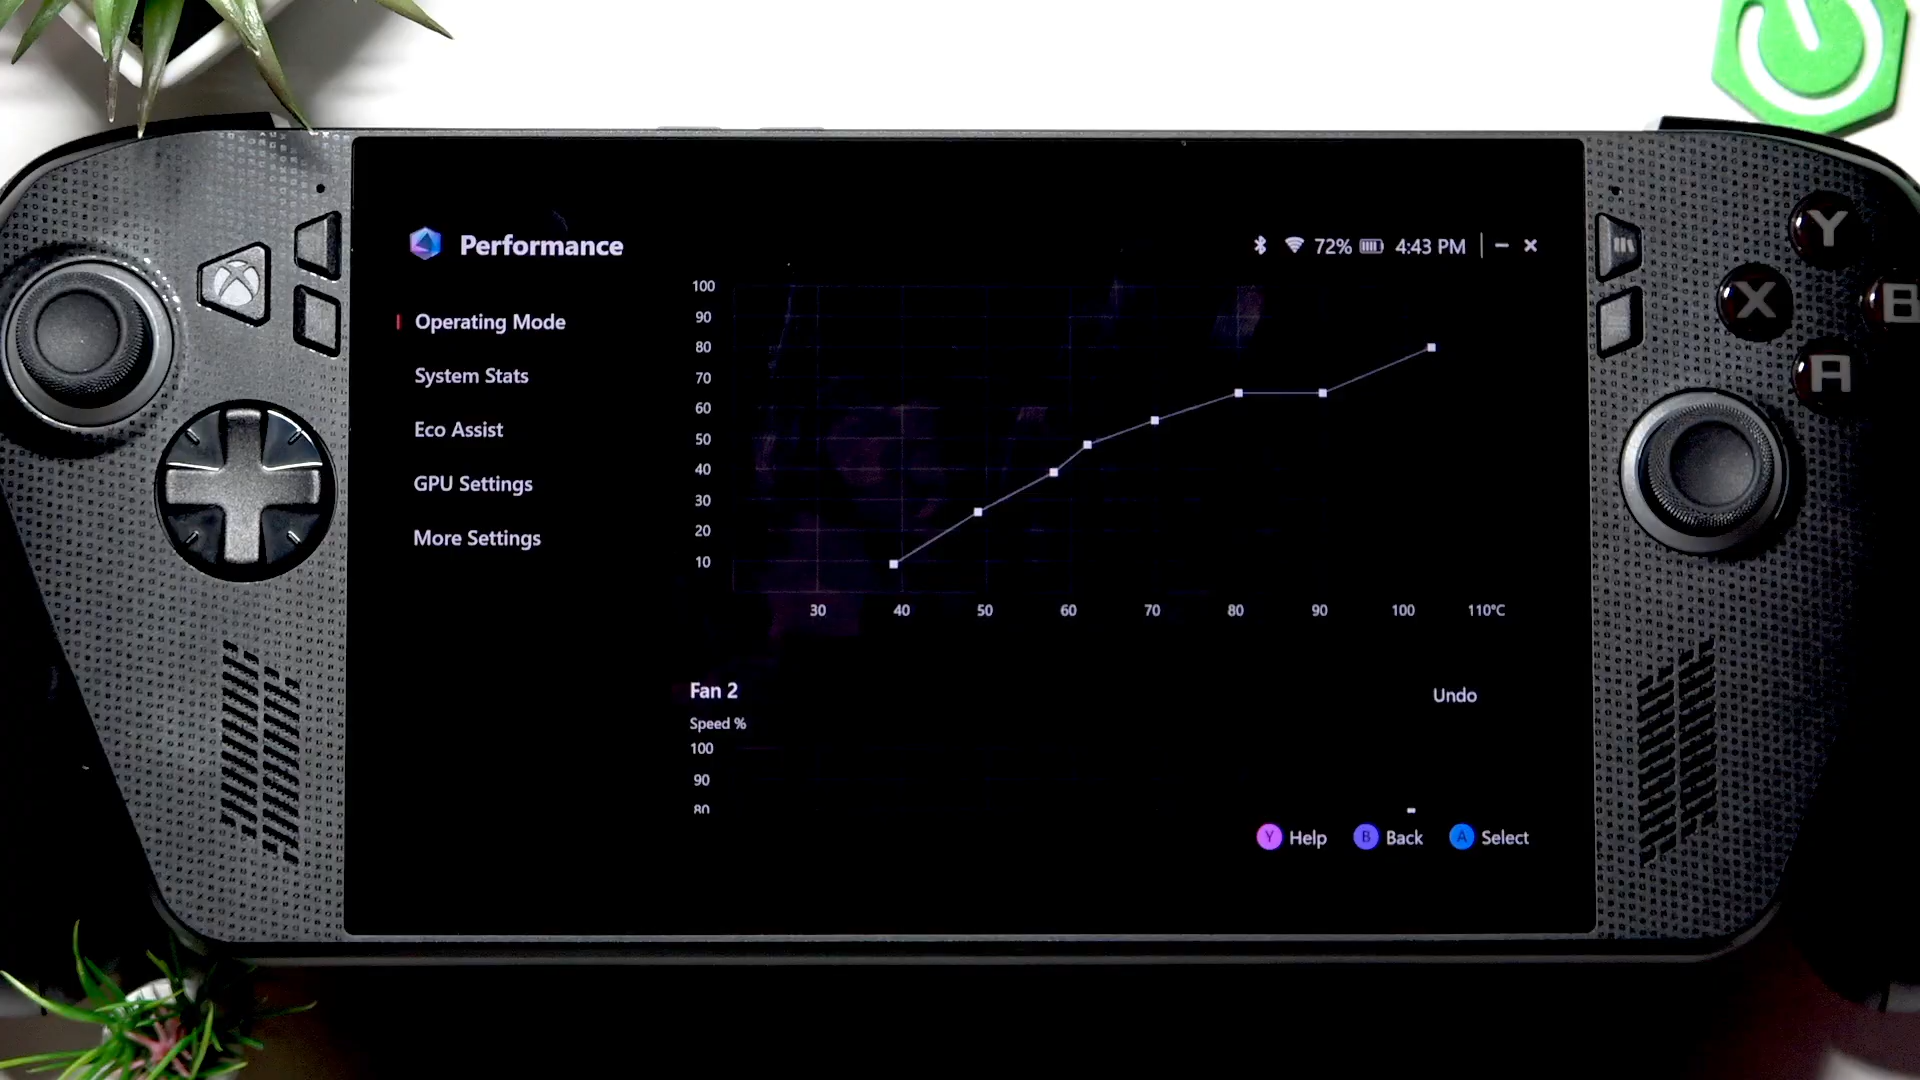 Performance
72% 4:43 PM
Operating Mode
System Stats
Eco Assist
GPU Settings
More Settings
100
90
80
70
60
50
40
30
20
10
30 40 50 60 70 80 90 100 110°C
Fan 2
Undo
Speed %
100
90
80
Y Help B Back A Select
Y
X
B
A